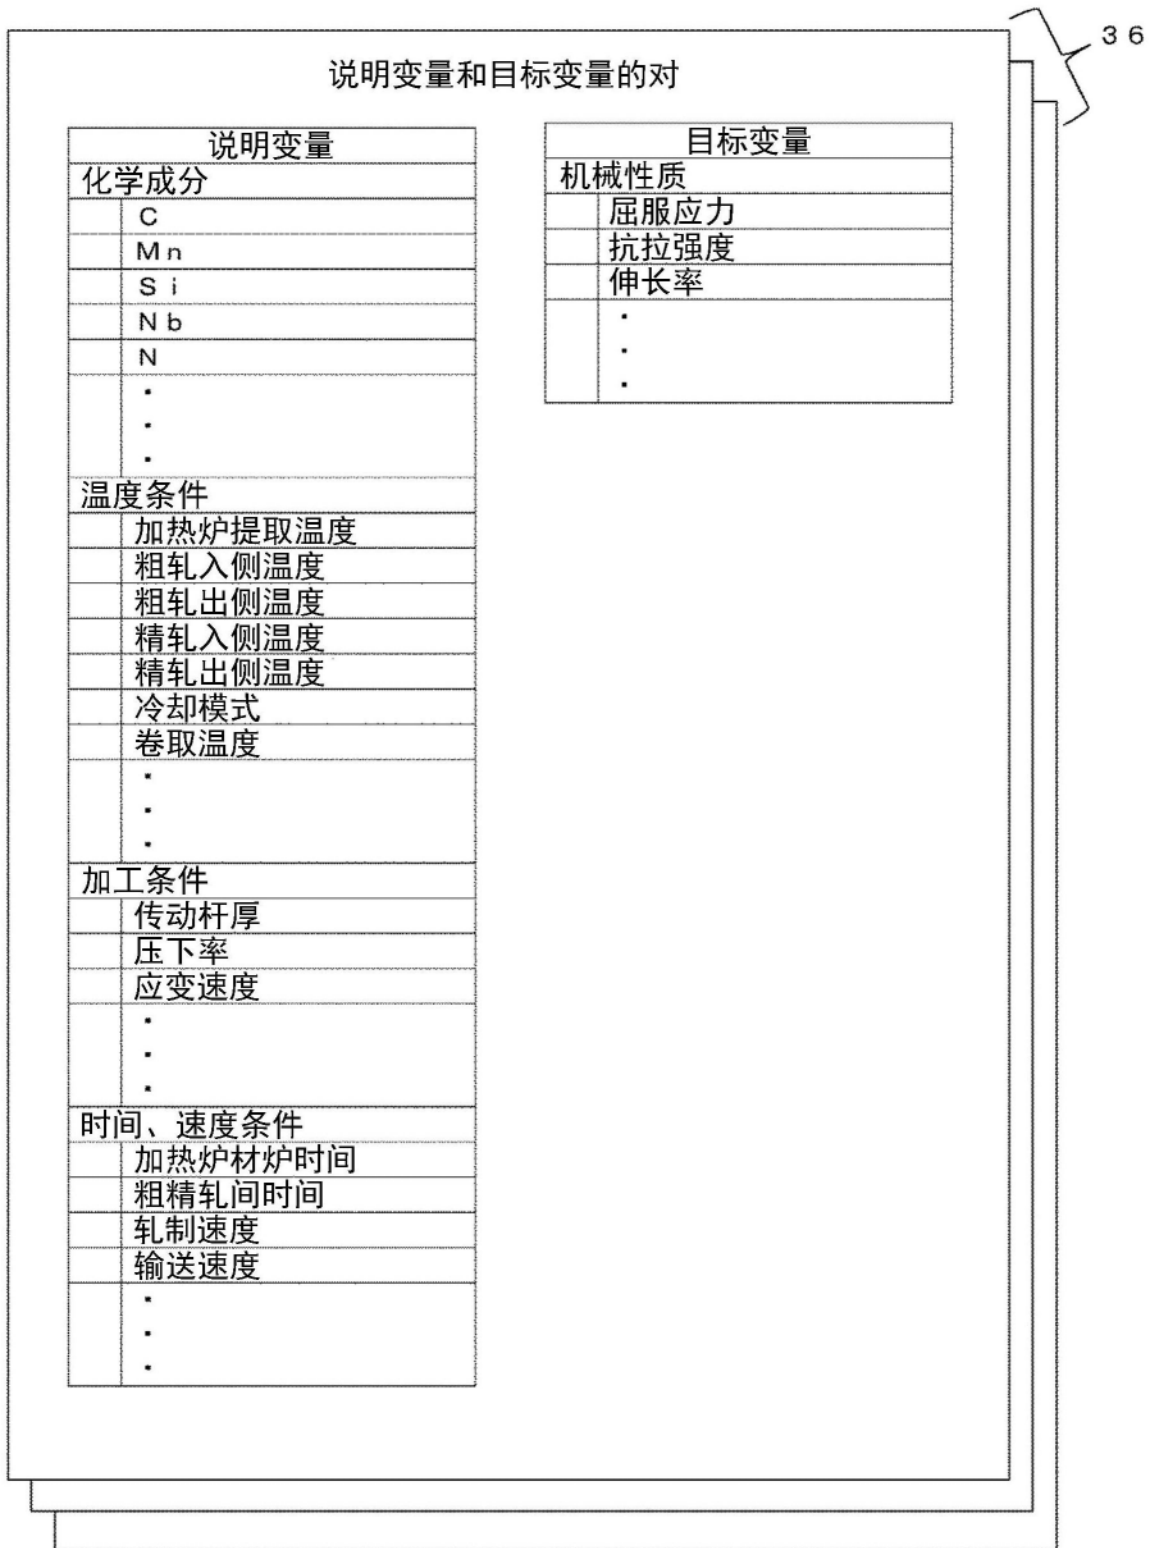 36
说明变量和目标变量的对
说明变量
化学成分
C
Mn
Si
Nb
N
·
·
·
温度条件
加热炉提取温度
粗轧入侧温度
粗轧出侧温度
精轧入侧温度
精轧出侧温度
冷却模式
卷取温度
·
·
·
加工条件
传动杆厚
压下率
应变速度
·
·
·
时间、速度条件
加热炉材炉时间
粗精轧间时间
轧制速度
输送速度
·
·
·
目标变量
机械性质
屈服应力
抗拉强度
伸长率
·
·
·